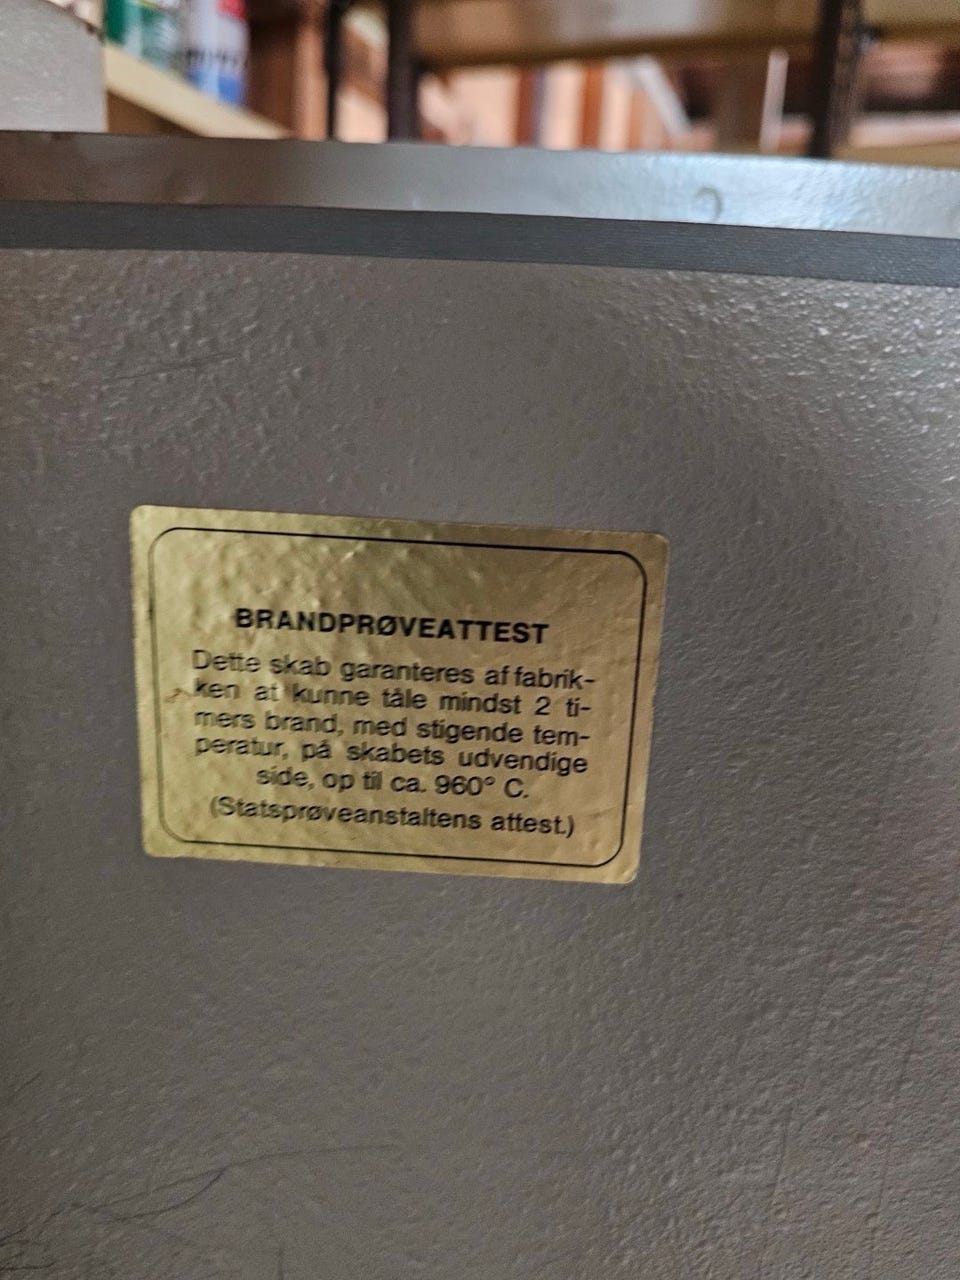 BRANDPRØVEATTEST
Dette skab garanteres af fabrik-
ken at kunne tåle mindst 2 ti-
mers brand, med stigende tem-
peratur, på skabets udvendige
side, op til ca. 960° C.
(Statsprøveanstaltens attest.)